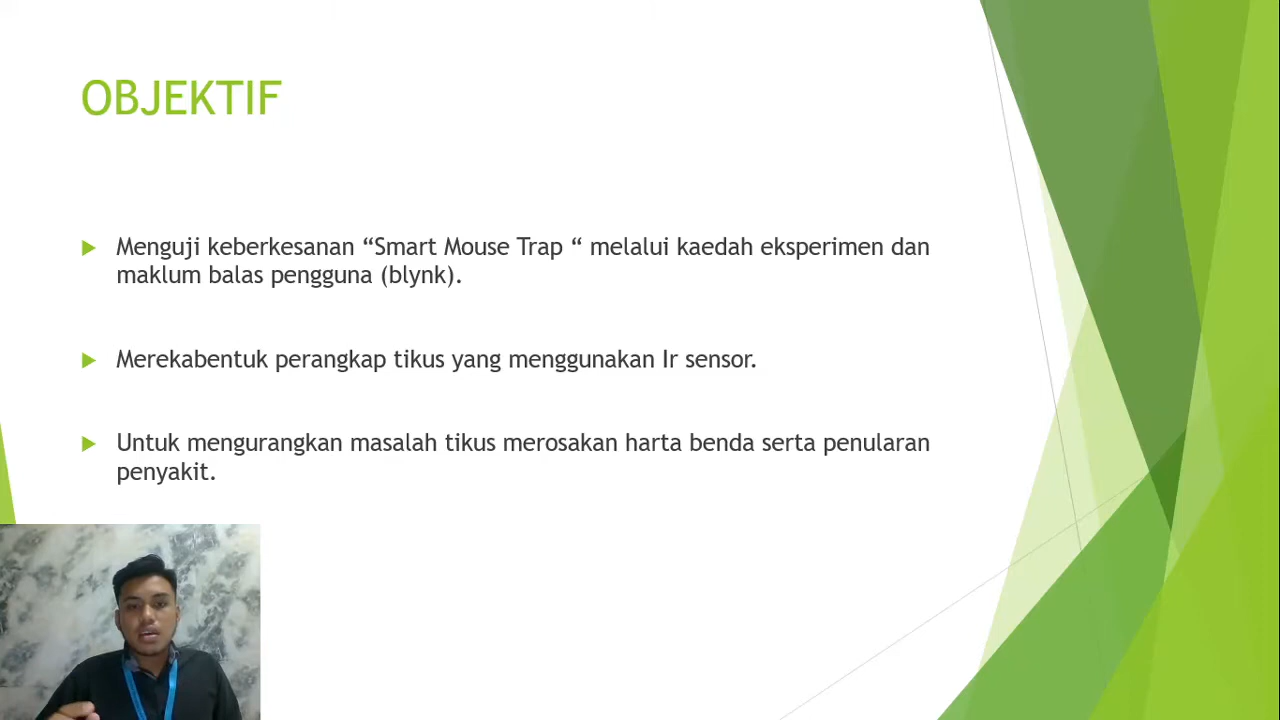 OBJEKTIF
Menguji keberkesanan “Smart Mouse Trap “ melalui kaedah eksperimen dan
maklum balas pengguna (blynk).
Merekabentuk perangkap tikus yang menggunakan Ir sensor.
Untuk mengurangkan masalah tikus merosakan harta benda serta penularan
penyakit.